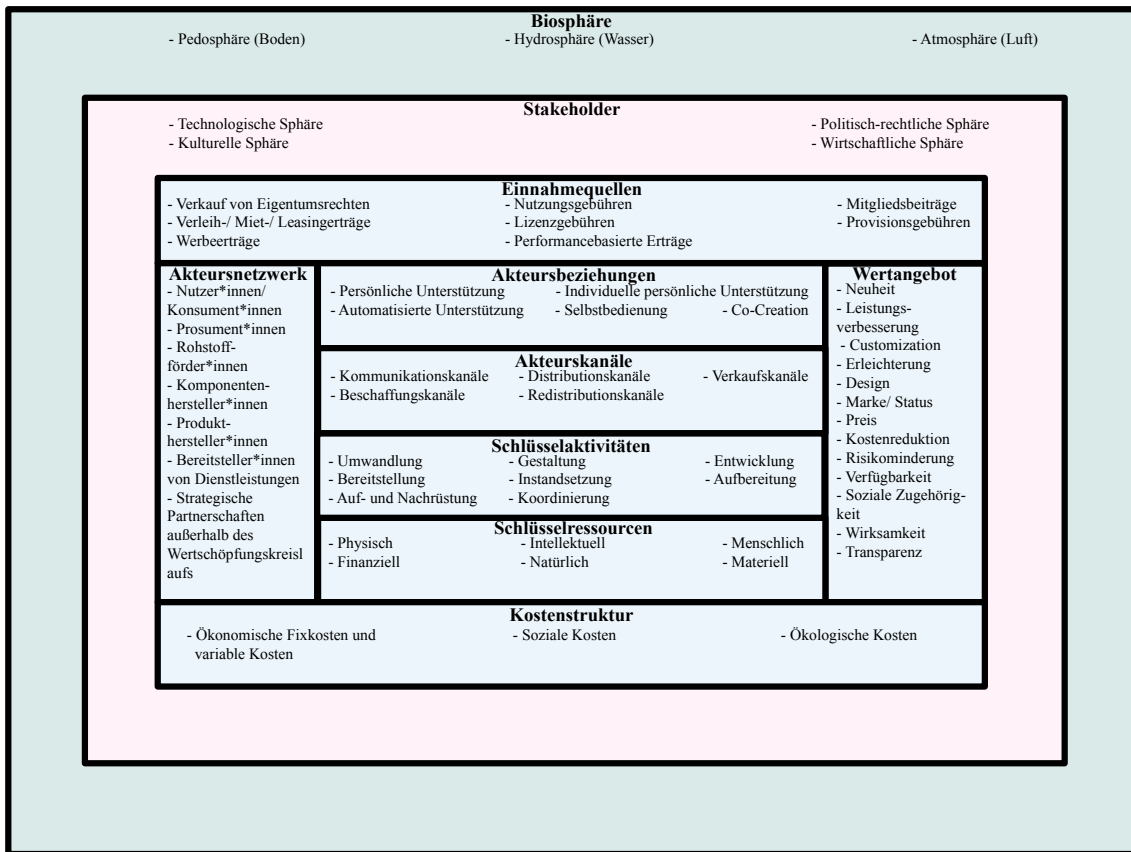 Biosphäre
- Pedosphäre (Boden) - Hydrosphäre (Wasser) - Atmosphäre (Luft)
Stakeholder
- Technologische Sphäre - Politisch-rechtliche Sphäre
- Kulturelle Sphäre - Wirtschaftliche Sphäre
Einnahmequellen
- Verkauf von Eigentumsrechten - Nutzungsgebühren - Mitgliedsbeiträge
- Verleih-/ Miet-/ Leasingerträge - Lizenzgebühren - Provisionsgebühren
- Werbeerträge - Performancebasierte Erträge
Akteursnetzwerk
- Nutzer*innen/
Konsument*innen
- Prosument*innen
- Rohstoff-
förder*innen
- Komponenten-
hersteller*innen
- Produkt-
hersteller*innen
- Bereitsteller*innen
von Dienstleistungen
- Strategische
Partnerschaften
außerhalb des
Wertschöpfungskreisl
aufs
Akteursbeziehungen
- Persönliche Unterstützung - Individuelle persönliche Unterstützung
- Automatisierte Unterstützung - Selbstbedienung - Co-Creation
Akteurskanäle
- Kommunikationskanäle - Distributionskanäle - Verkaufskanäle
- Beschaffungskanäle - Redistributionskanäle
Schlüsselaktivitäten
- Umwandlung - Gestaltung - Entwicklung
- Bereitstellung - Instandsetzung - Aufbereitung
- Auf- und Nachrüstung - Koordinierung
Schlüsselressourcen
- Physisch - Intellektuell - Menschlich
- Finanziell - Natürlich - Materiell
Wertangebot
- Neuheit
- Leistungs-
verbesserung
- Customization
- Erleichterung
- Design
- Marke/ Status
- Preis
- Kostenreduktion
- Risikominderung
- Verfügbarkeit
- Soziale Zugehörig-
keit
- Wirksamkeit
- Transparenz
Kostenstruktur
- Ökonomische Fixkosten und - Soziale Kosten - Ökologische Kosten
variable Kosten